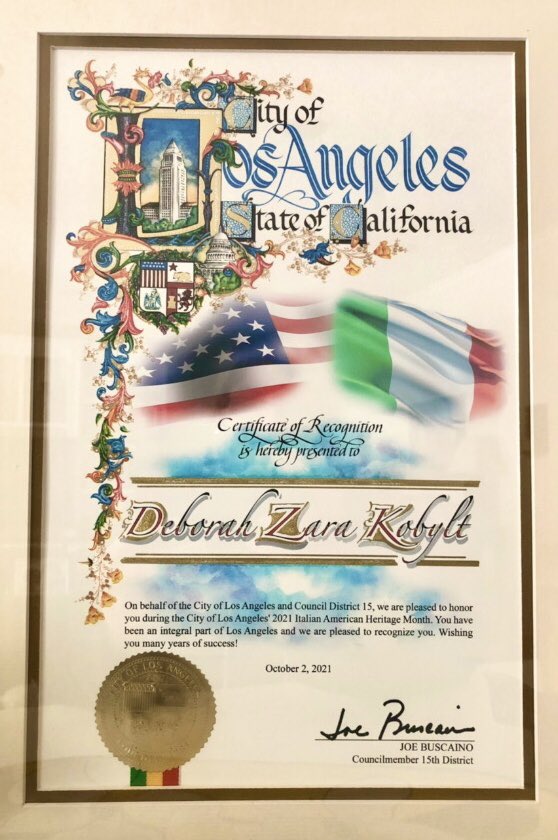 City of
Los Angeles
State of California
Certificate of Recognition
is hereby presented to
Deborah Zara Kobylt
On behalf of the City of Los Angeles and Council District 15, we are pleased to honor
you during the City of Los Angeles' 2021 Italian American Heritage Month. You have
been an integral part of Los Angeles and we are pleased to recognize you. Wishing
you many years of success!
October 2, 2021
OF LOS ANGELES
Joe Buscaino
JOE BUSCAINO
Councilmember 15th District